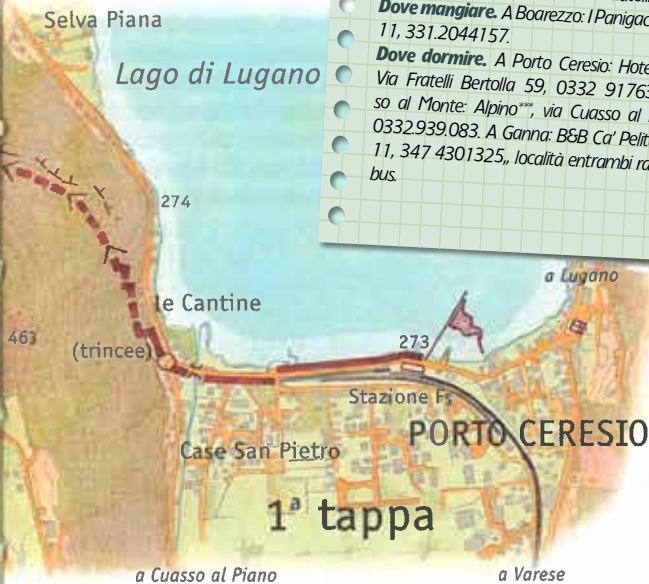 Dove mangiare. A Boarezzo: I Panigac
11, 331.2044157.
Dove dormire. A Porto Ceresio: Hote
Via Fratelli Bertolla 59, 0332 91763
so al Monte: Alpino***, via Cuasso al
0332.939.083. A Ganna: B&B Ca' Pelit
11, 347 4301325,, località entrambi ra
bus.
Selva Piana
Lago di Lugano
274
a Lugano
le Cantine
463
(trincee)
273
Stazione F.
PORTO CERESIO
Case San Pietro
1ª tappa
a Cuasso al Piano
a Varese